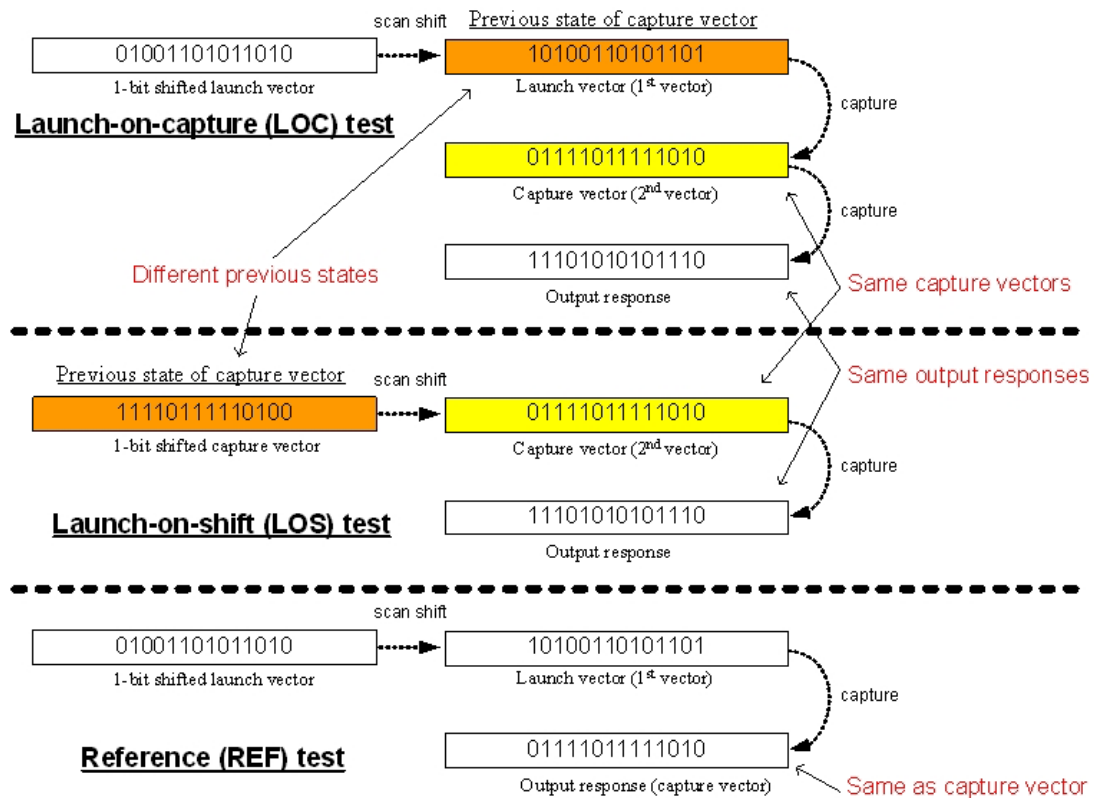 scan shift
Previous state of capture vector
01001101011010
10100110101101
1-bit shifted launch vector
Launch vector (1st vector)
capture
Launch-on-capture (LOC) test
01111011111010
Capture vector (2nd vector)
capture
Different previous states
11101010101110
Same capture vectors
Output response
Previous state of capture vector
scan shift
Same output responses
11110111110100
01111011111010
1-bit shifted capture vector
Capture vector (2nd vector)
capture
Launch-on-shift (LOS) test
11101010101110
Output response
scan shift
01001101011010
10100110101101
1-bit shifted launch vector
Launch vector (1st vector)
capture
Reference (REF) test
01111011111010
Output response (capture vector)
Same as capture vector